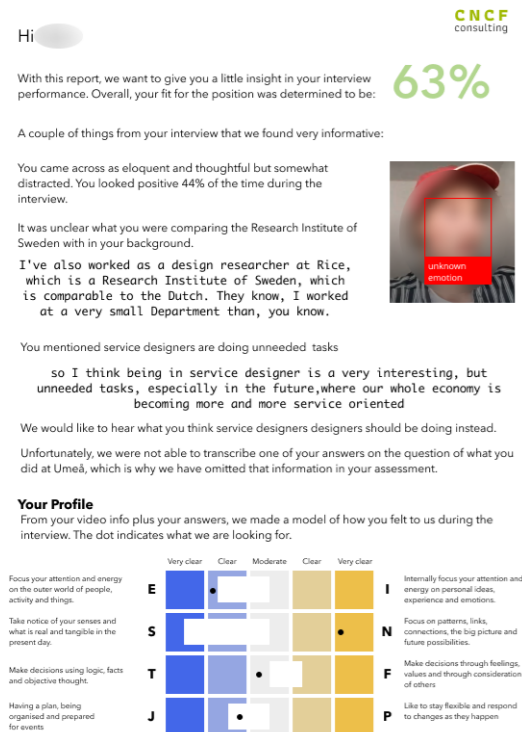 CNCF
consulting
Hi
With this report, we want to give you a little insight in your interview
performance. Overall, your fit for the position was determined to be:
63%
A couple of things from your interview that we found very informative:
You came across as eloquent and thoughtful but somewhat
distracted. You looked positive 44% of the time during the
interview.
It was unclear what you were comparing the Research Institute of
Sweden with in your background.
I've also worked as a design researcher at Rice,
which is a Research Institute of Sweden, which
is comparable to the Dutch. They know, I worked
at a very small Department than, you know.
unknown
emotion
You mentioned service designers are doing unneeded tasks
so I think being in service designer is a very interesting, but
unneeded tasks, especially in the future,where our whole economy is
becoming more and more service oriented
We would like to hear what you think service designers designers should be doing instead.
Unfortunately, we were not able to transcribe one of your answers on the question of what you
did at Umeå, which is why we have omitted that information in your assessment.
Your Profile
From your video info plus your answers, we made a model of how you felt to us during the
interview. The dot indicates what we are looking for.
Very clear Clear Moderate Clear Very clear
Focus your attention and energy
on the outer world of people,
activity and things.
E
I
Internally focus your attention and
energy on personal ideas,
experience and emotions.
Take notice of your senses and
what is real and tangible in the
present day.
S
N
Focus on patterns, links,
connections, the big picture and
future possibilities.
Make decisions using logic, facts
and objective thought.
T
F
Make decisions through feelings,
values and through consideration
of others
Having a plan, being
organised and prepared
for events
J
P
Like to stay flexible and respond
to changes as they happen